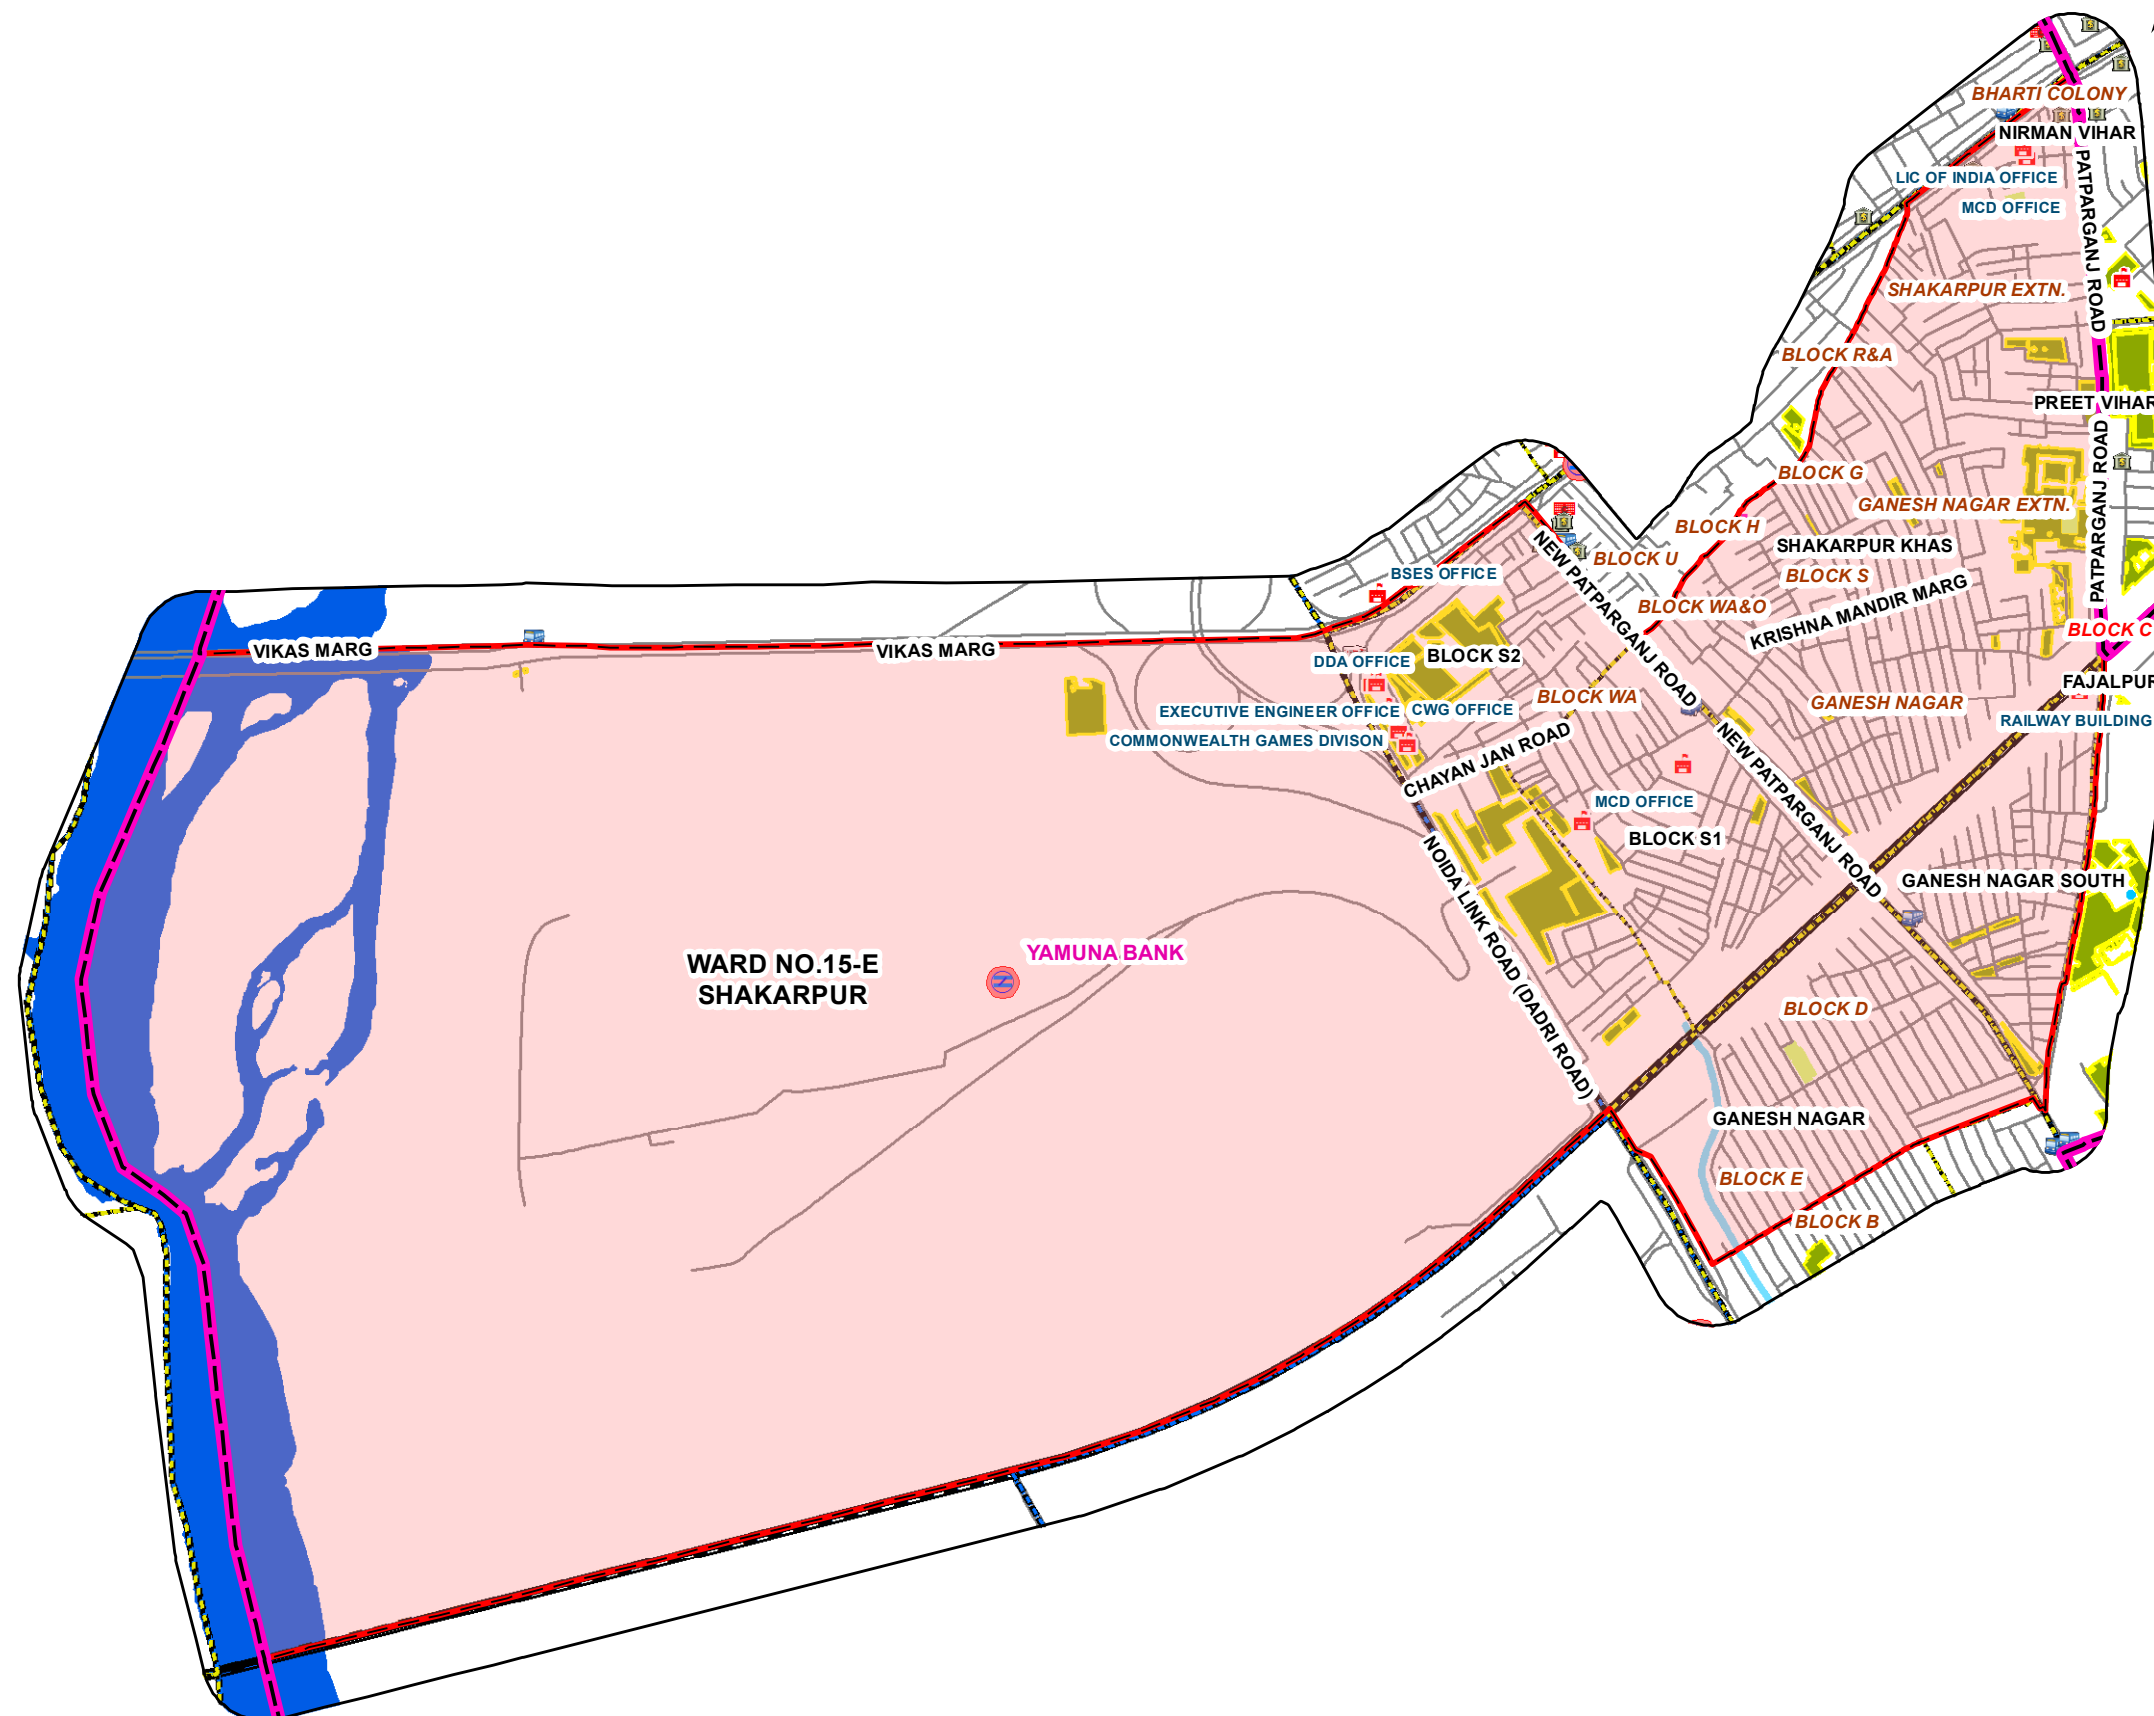 BHARTI COLONY
NIRMAN VIHAR
LIC OF INDIA OFFICE
MCD OFFICE
PATPARGANJ ROAD
SHAKARPUR EXTN.
BLOCK R&A
PREET VIHAR
PATPARGANJ ROAD
BLOCK G
GANESH NAGAR EXTN.
BLOCK H
NEW PATPARGANJ ROAD
BLOCK U
SHAKARPUR KHAS
BSES OFFICE
BLOCK S
BLOCK WA&O
KRISHNA MANDIR MARG
BLOCK C
VIKAS MARG
VIKAS MARG
DDA OFFICE
BLOCK S2
FAJALPUR
BLOCK WA
GANESH NAGAR
EXECUTIVE ENGINEER OFFICE
CWG OFFICE
RAILWAY BUILDING
COMMONWEALTH GAMES DIVISON
CHAYAN JAN ROAD
NEW PATPARGANJ ROAD
MCD OFFICE
BLOCK S1
NOIDA LINK ROAD (DADRI ROAD)
GANESH NAGAR SOUTH
YAMUNA BANK
WARD NO.15-E
SHAKARPUR
BLOCK D
GANESH NAGAR
BLOCK E
BLOCK B